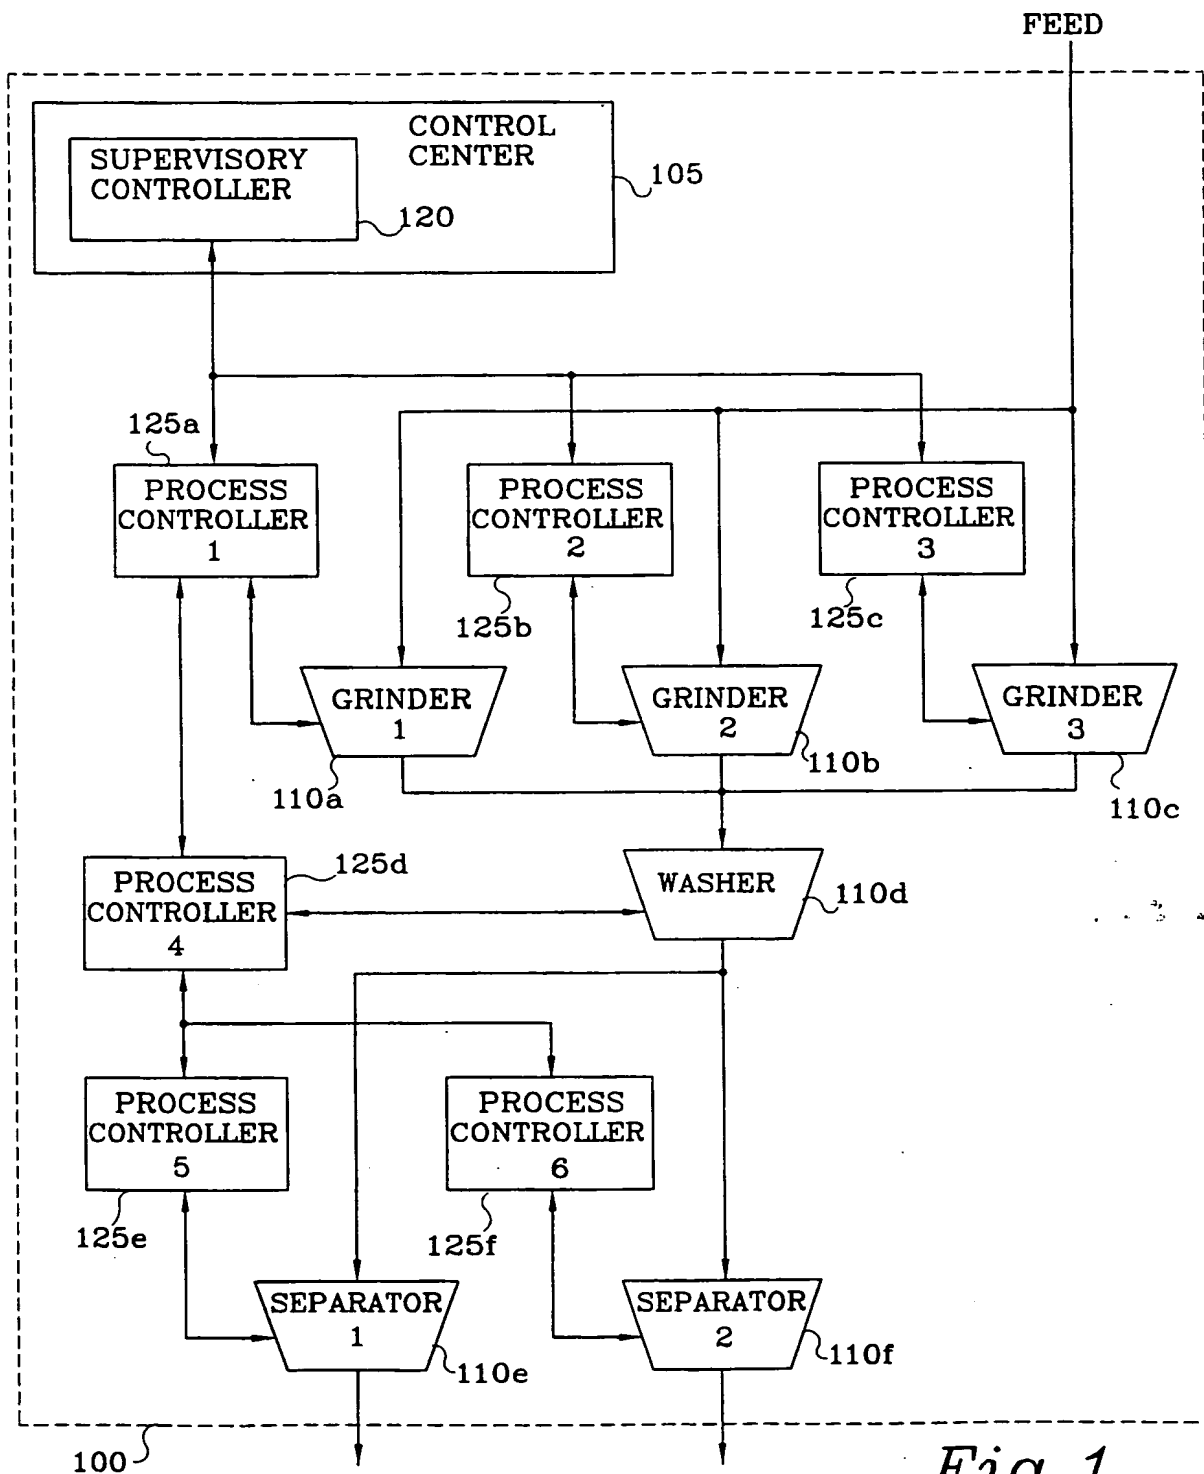 FEED
CONTROL
CENTER
SUPERVISORY
CONTROLLER
105
120
125a
PROCESS
CONTROLLER
1
PROCESS
CONTROLLER
2
PROCESS
CONTROLLER
3
125b
125c
GRINDER
1
GRINDER
2
GRINDER
3
110a
110b
110c
125d
PROCESS
CONTROLLER
4
WASHER
110d
PROCESS
CONTROLLER
5
PROCESS
CONTROLLER
6
125e
125f
SEPARATOR
1
SEPARATOR
2
110e
110f
100
Fig. 1